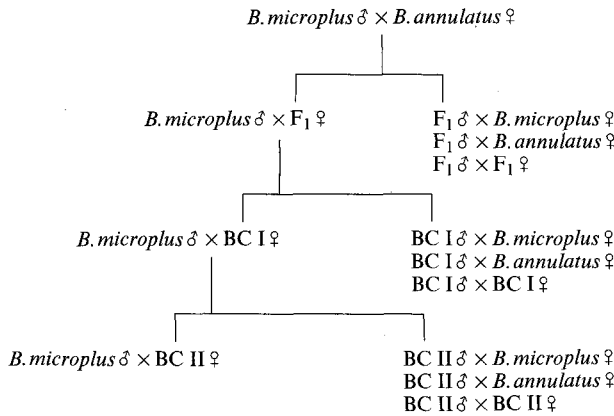 B. microplus ♂ × B. annulatus ♀
B. microplus ♂ × F₁ ♀
F₁ ♂ × B. microplus ♀
F₁ ♂ × B. annulatus ♀
F₁ ♂ × F₁ ♀
B. microplus ♂ × BC I ♀
BC I ♂ × B. microplus ♀
BC I ♂ × B. annulatus ♀
BC I ♂ × BC I ♀
B. microplus ♂ × BC II ♀
BC II ♂ × B. microplus ♀
BC II ♂ × B. annulatus ♀
BC II ♂ × BC II ♀